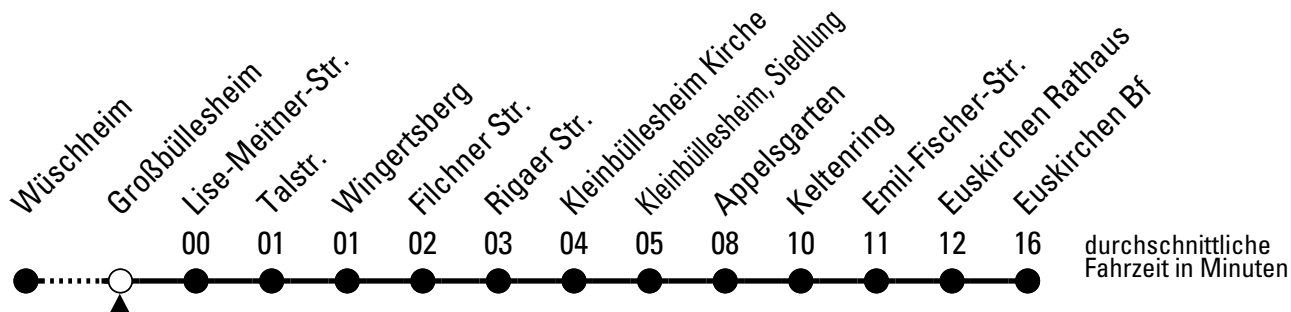 Wüschheim
Großbüllesheim
Lise-Meitner-Str.
Talstr.
Wingertsberg
Filchner Str.
Rigaer Str.
Kleinbüllesheim Kirche
Kleinbüllesheim, Siedlung
Appelsgarten
Keltenring
Emil-Fischer-Str.
Euskirchen Rathaus
Euskirchen Bf
00 01 01 02 03 04 05 08 10 11 12 16
durchschnittliche
Fahrzeit in Minuten